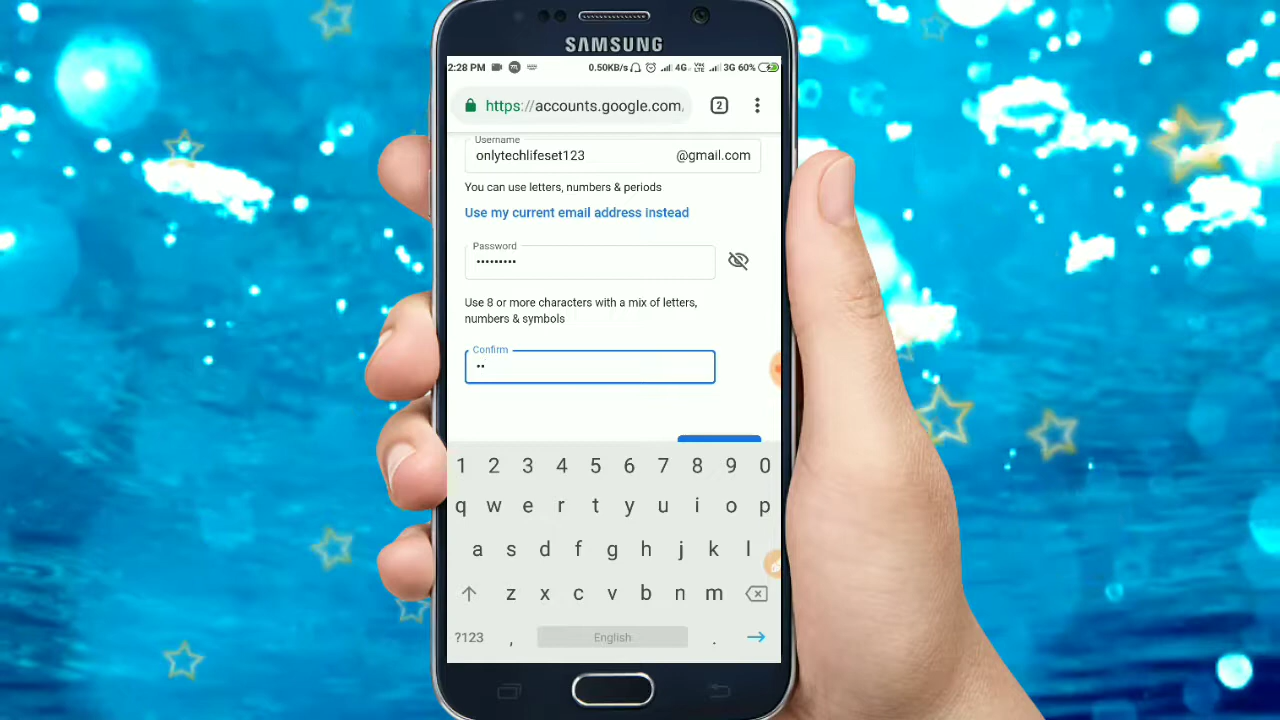 SAMSUNG
2:28 PM 0.50KB/s 4G VoLTE 3G 60%
https://accounts.google.com/ 2
Username
onlytechlifeset123 @gmail.com
You can use letters, numbers & periods
Use my current email address instead
Password
•••••••••
Use 8 or more characters with a mix of letters,
numbers & symbols
Confirm
••
1 2 3 4 5 6 7 8 9 0
q w e r t y u i o p
a s d f g h j k l
z x c v b n m
?123 , English .